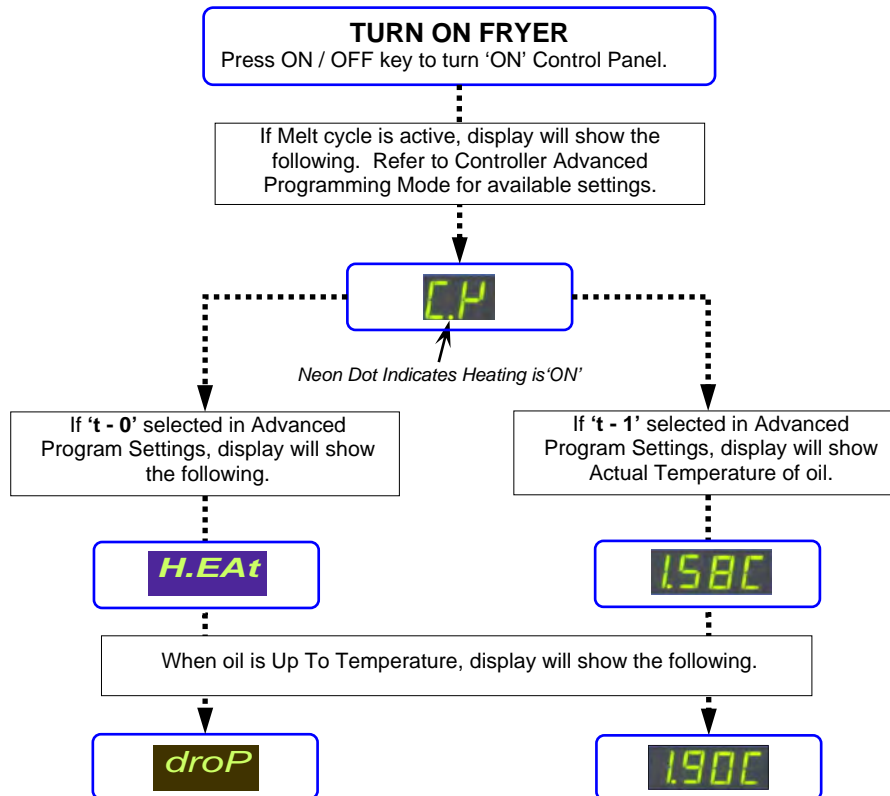 TURN ON FRYER
Press ON / OFF key to turn ‘ON’ Control Panel.
If Melt cycle is active, display will show the
following. Refer to Controller Advanced
Programming Mode for available settings.
Neon Dot Indicates Heating is‘ON’
If ‘t - 0’ selected in Advanced
Program Settings, display will show
the following.
If ‘t - 1’ selected in Advanced
Program Settings, display will show
Actual Temperature of oil.
H.EAt
1.58C
When oil is Up To Temperature, display will show the following.
droP
1.90C